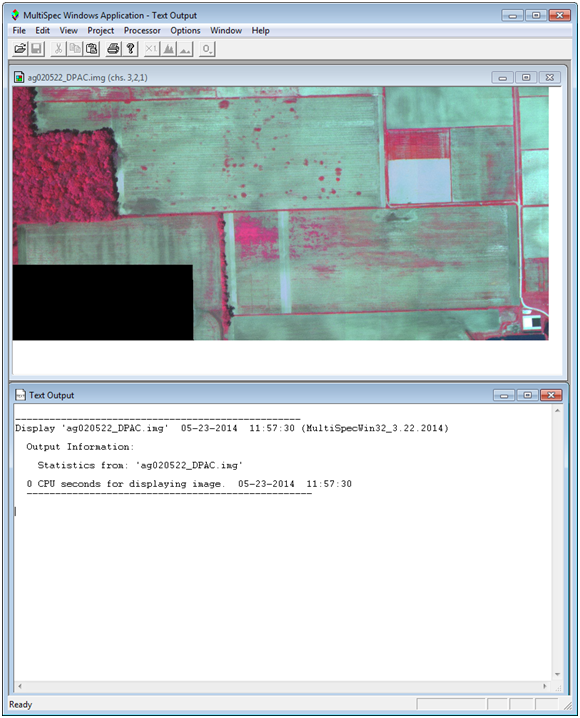 MultiSpec Windows Application - Text Output
File Edit View Project Processor Options Window Help
×1 O.
ag020522_DPAC.img (chs. 3,2,1)
Text Output
Display 'ag020522_DPAC.img' 05-23-2014 11:57:30 (MultiSpecWin32_3.22.2014)
Output Information:
Statistics from: 'ag020522_DPAC.img'
0 CPU seconds for displaying image. 05-23-2014 11:57:30
Ready